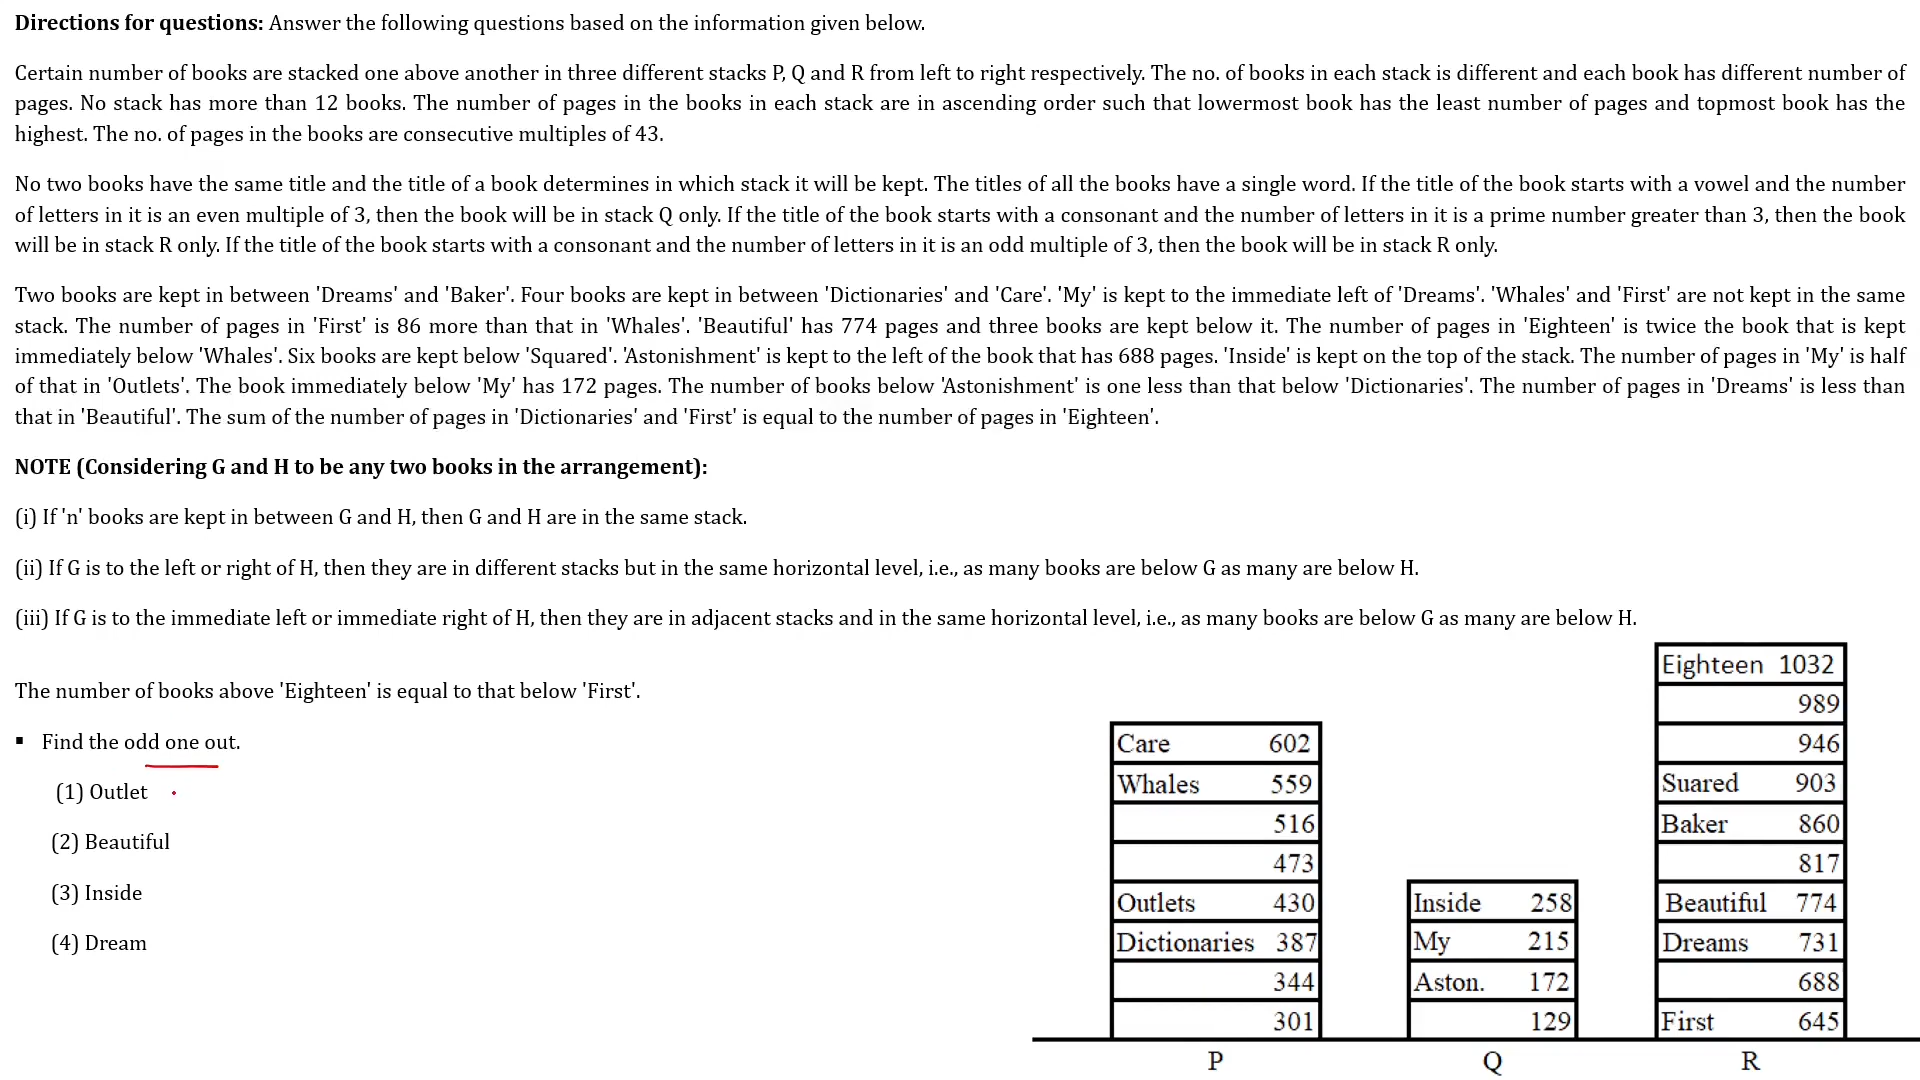 Directions for questions: Answer the following questions based on the information given below.
Certain number of books are stacked one above another in three different stacks P, Q and R from left to right respectively. The no. of books in each stack is different and each book has different number of
pages. No stack has more than 12 books. The number of pages in the books in each stack are in ascending order such that lowermost book has the least number of pages and topmost book has the
highest. The no. of pages in the books are consecutive multiples of 43.
No two books have the same title and the title of a book determines in which stack it will be kept. The titles of all the books have a single word. If the title of the book starts with a vowel and the number
of letters in it is an even multiple of 3, then the book will be in stack Q only. If the title of the book starts with a consonant and the number of letters in it is a prime number greater than 3, then the book
will be in stack R only. If the title of the book starts with a consonant and the number of letters in it is an odd multiple of 3, then the book will be in stack R only.
Two books are kept in between 'Dreams' and 'Baker'. Four books are kept in between 'Dictionaries' and 'Care'. 'My' is kept to the immediate left of 'Dreams'. 'Whales' and 'First' are not kept in the same
stack. The number of pages in 'First' is 86 more than that in 'Whales'. 'Beautiful' has 774 pages and three books are kept below it. The number of pages in 'Eighteen' is twice the book that is kept
immediately below 'Whales'. Six books are kept below 'Squared'. 'Astonishment' is kept to the left of the book that has 688 pages. 'Inside' is kept on the top of the stack. The number of pages in 'My' is half
of that in 'Outlets'. The book immediately below 'My' has 172 pages. The number of books below 'Astonishment' is one less than that below 'Dictionaries'. The number of pages in 'Dreams' is less than
that in 'Beautiful'. The sum of the number of pages in 'Dictionaries' and 'First' is equal to the number of pages in 'Eighteen'.
NOTE (Considering G and H to be any two books in the arrangement):
(i) If 'n' books are kept in between G and H, then G and H are in the same stack.
(ii) If G is to the left or right of H, then they are in different stacks but in the same horizontal level, i.e., as many books are below G as many are below H.
(iii) If G is to the immediate left or immediate right of H, then they are in adjacent stacks and in the same horizontal level, i.e., as many books are below G as many are below H.
The number of books above 'Eighteen' is equal to that below 'First'.
▪ Find the odd one out.
(1) Outlet
(2) Beautiful
(3) Inside
(4) Dream
Care 602
Whales 559
516
473
Outlets 430
Dictionaries 387
344
301
P
Inside 258
My 215
Aston. 172
129
Q
Eighteen 1032
989
946
Suared 903
Baker 860
817
Beautiful 774
Dreams 731
688
First 645
R